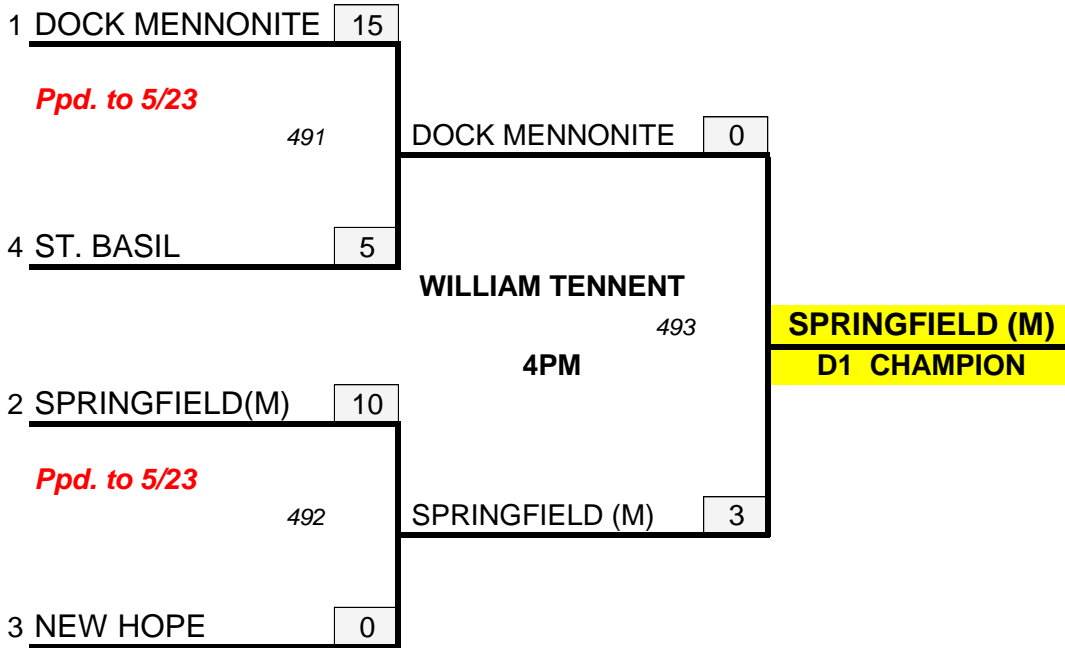 1 DOCK MENNONITE 15
Ppd. to 5/23
491
DOCK MENNONITE 0
4 ST. BASIL 5
WILLIAM TENNENT
493
4PM
SPRINGFIELD (M)
D1 CHAMPION
2 SPRINGFIELD(M) 10
Ppd. to 5/23
492
SPRINGFIELD (M) 3
3 NEW HOPE 0